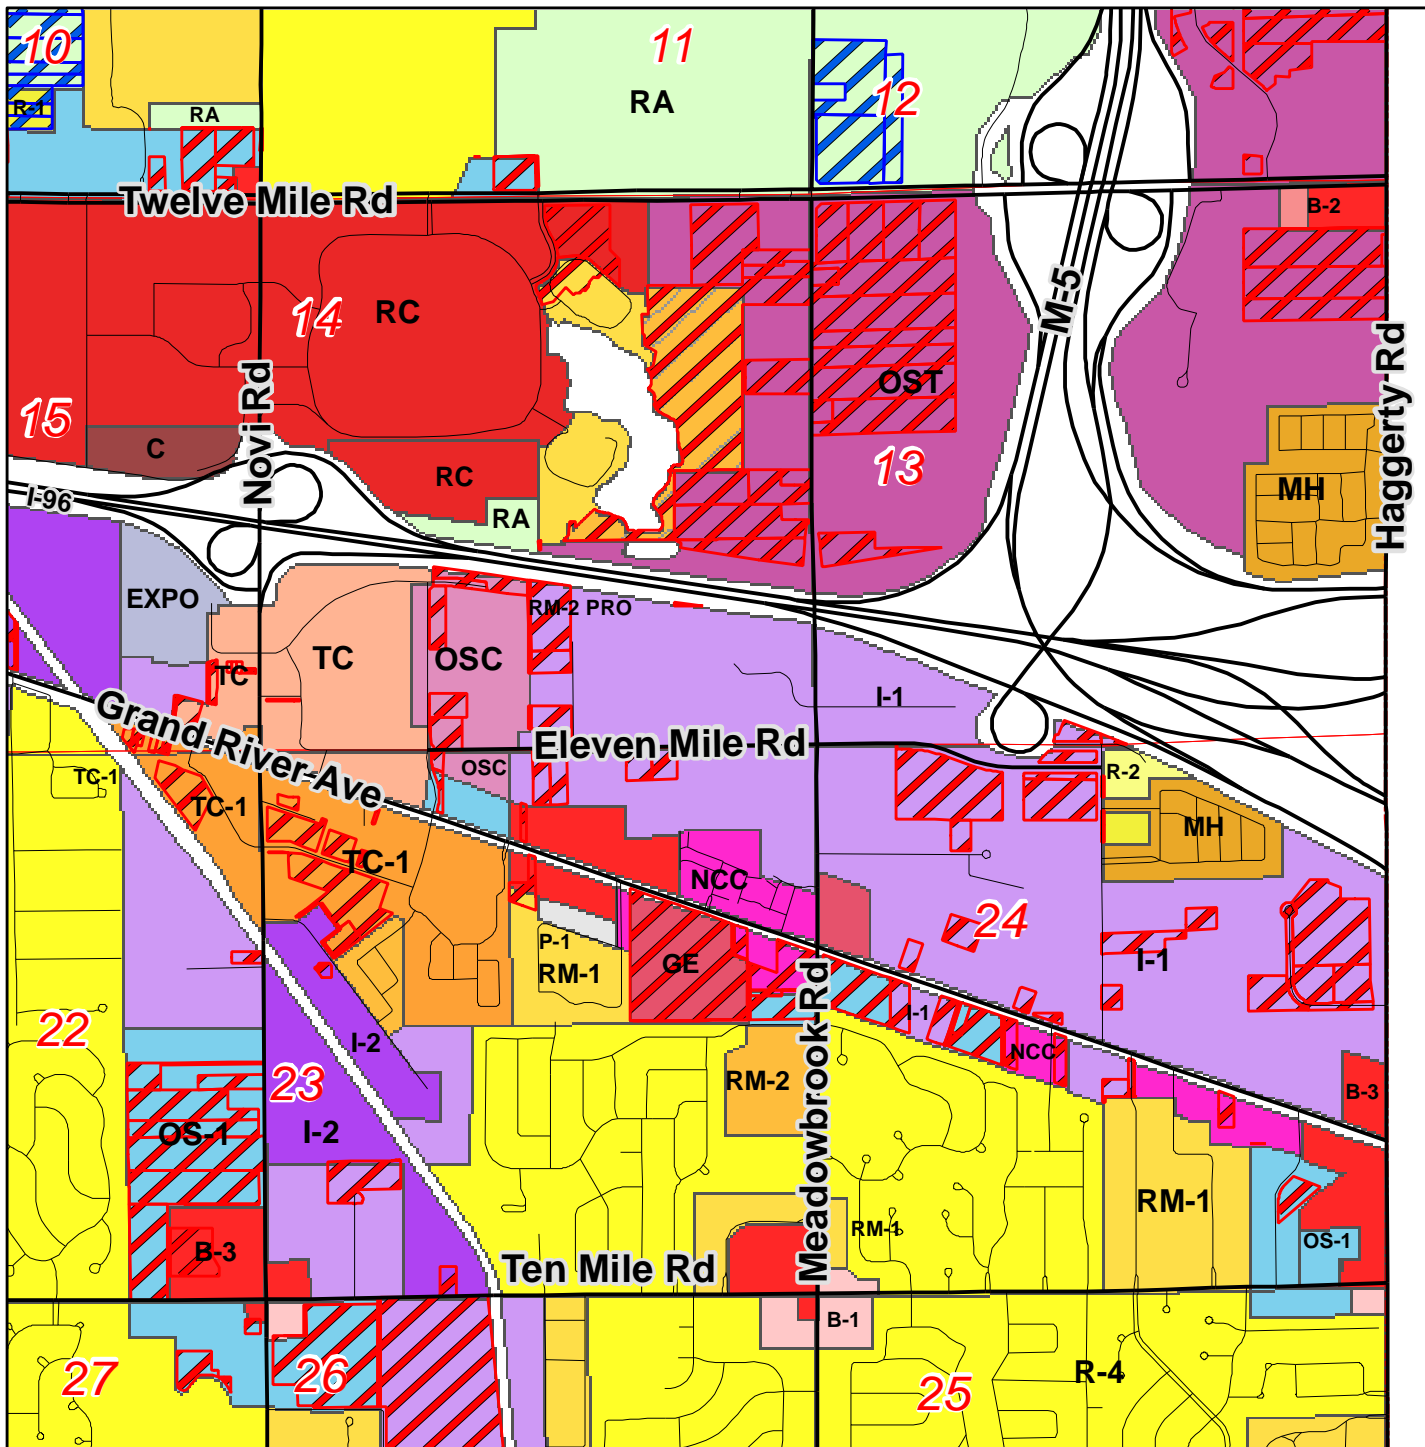 10
11
12
RA
R-1
RA
Twelve Mile Rd
B-2
14
RC
M-5
Haggerty Rd
Novi Rd
OST
15
C
13
RC
MH
I-96
RA
EXPO
RM-2 PRO
TC
OSC
TC
I-1
Grand River Ave
Eleven Mile Rd
OSC
R-2
TC-1
TC-1
MH
TC-1
NCC
24
P-1
RM-1
GE
I-1
Meadowbrook Rd
I-1
22
I-2
NCC
23
RM-2
B-3
OS-1
I-2
RM-1
RM-1
B-3
OS-1
Ten Mile Rd
B-1
27
26
R-4
25